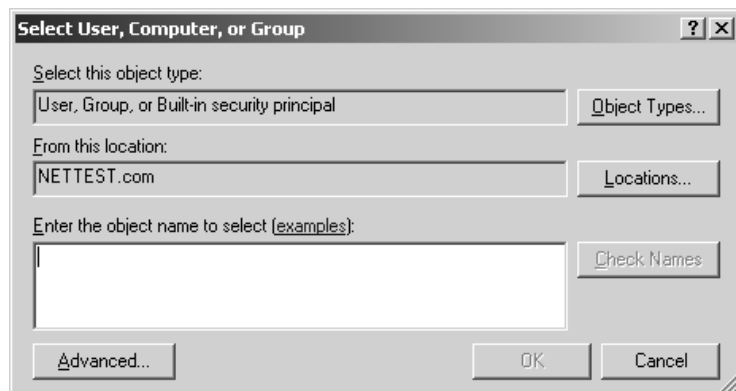 Select User, Computer, or Group
Select this object type:
User, Group, or Built-in security principal
Object Types...
From this location:
NETTEST.com
Locations...
Enter the object name to select (examples):
Check Names
Advanced...
OK
Cancel